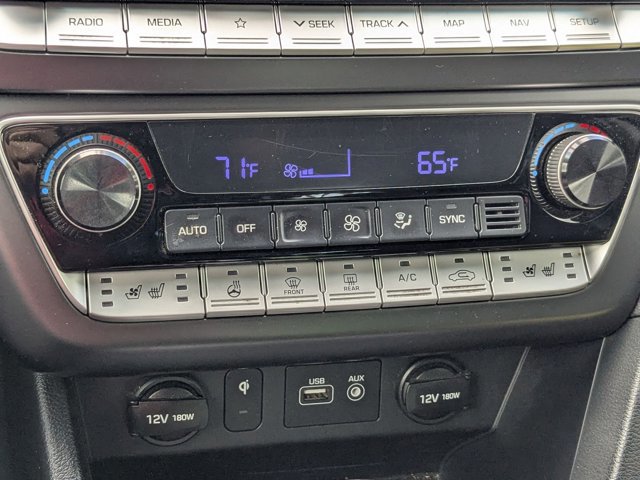 RADIO MEDIA SEEK TRACK MAP NAV SETUP
71°F 65°F
AUTO OFF SYNC
FRONT REAR A/C
USB AUX
12V 180W qi 12V 180W